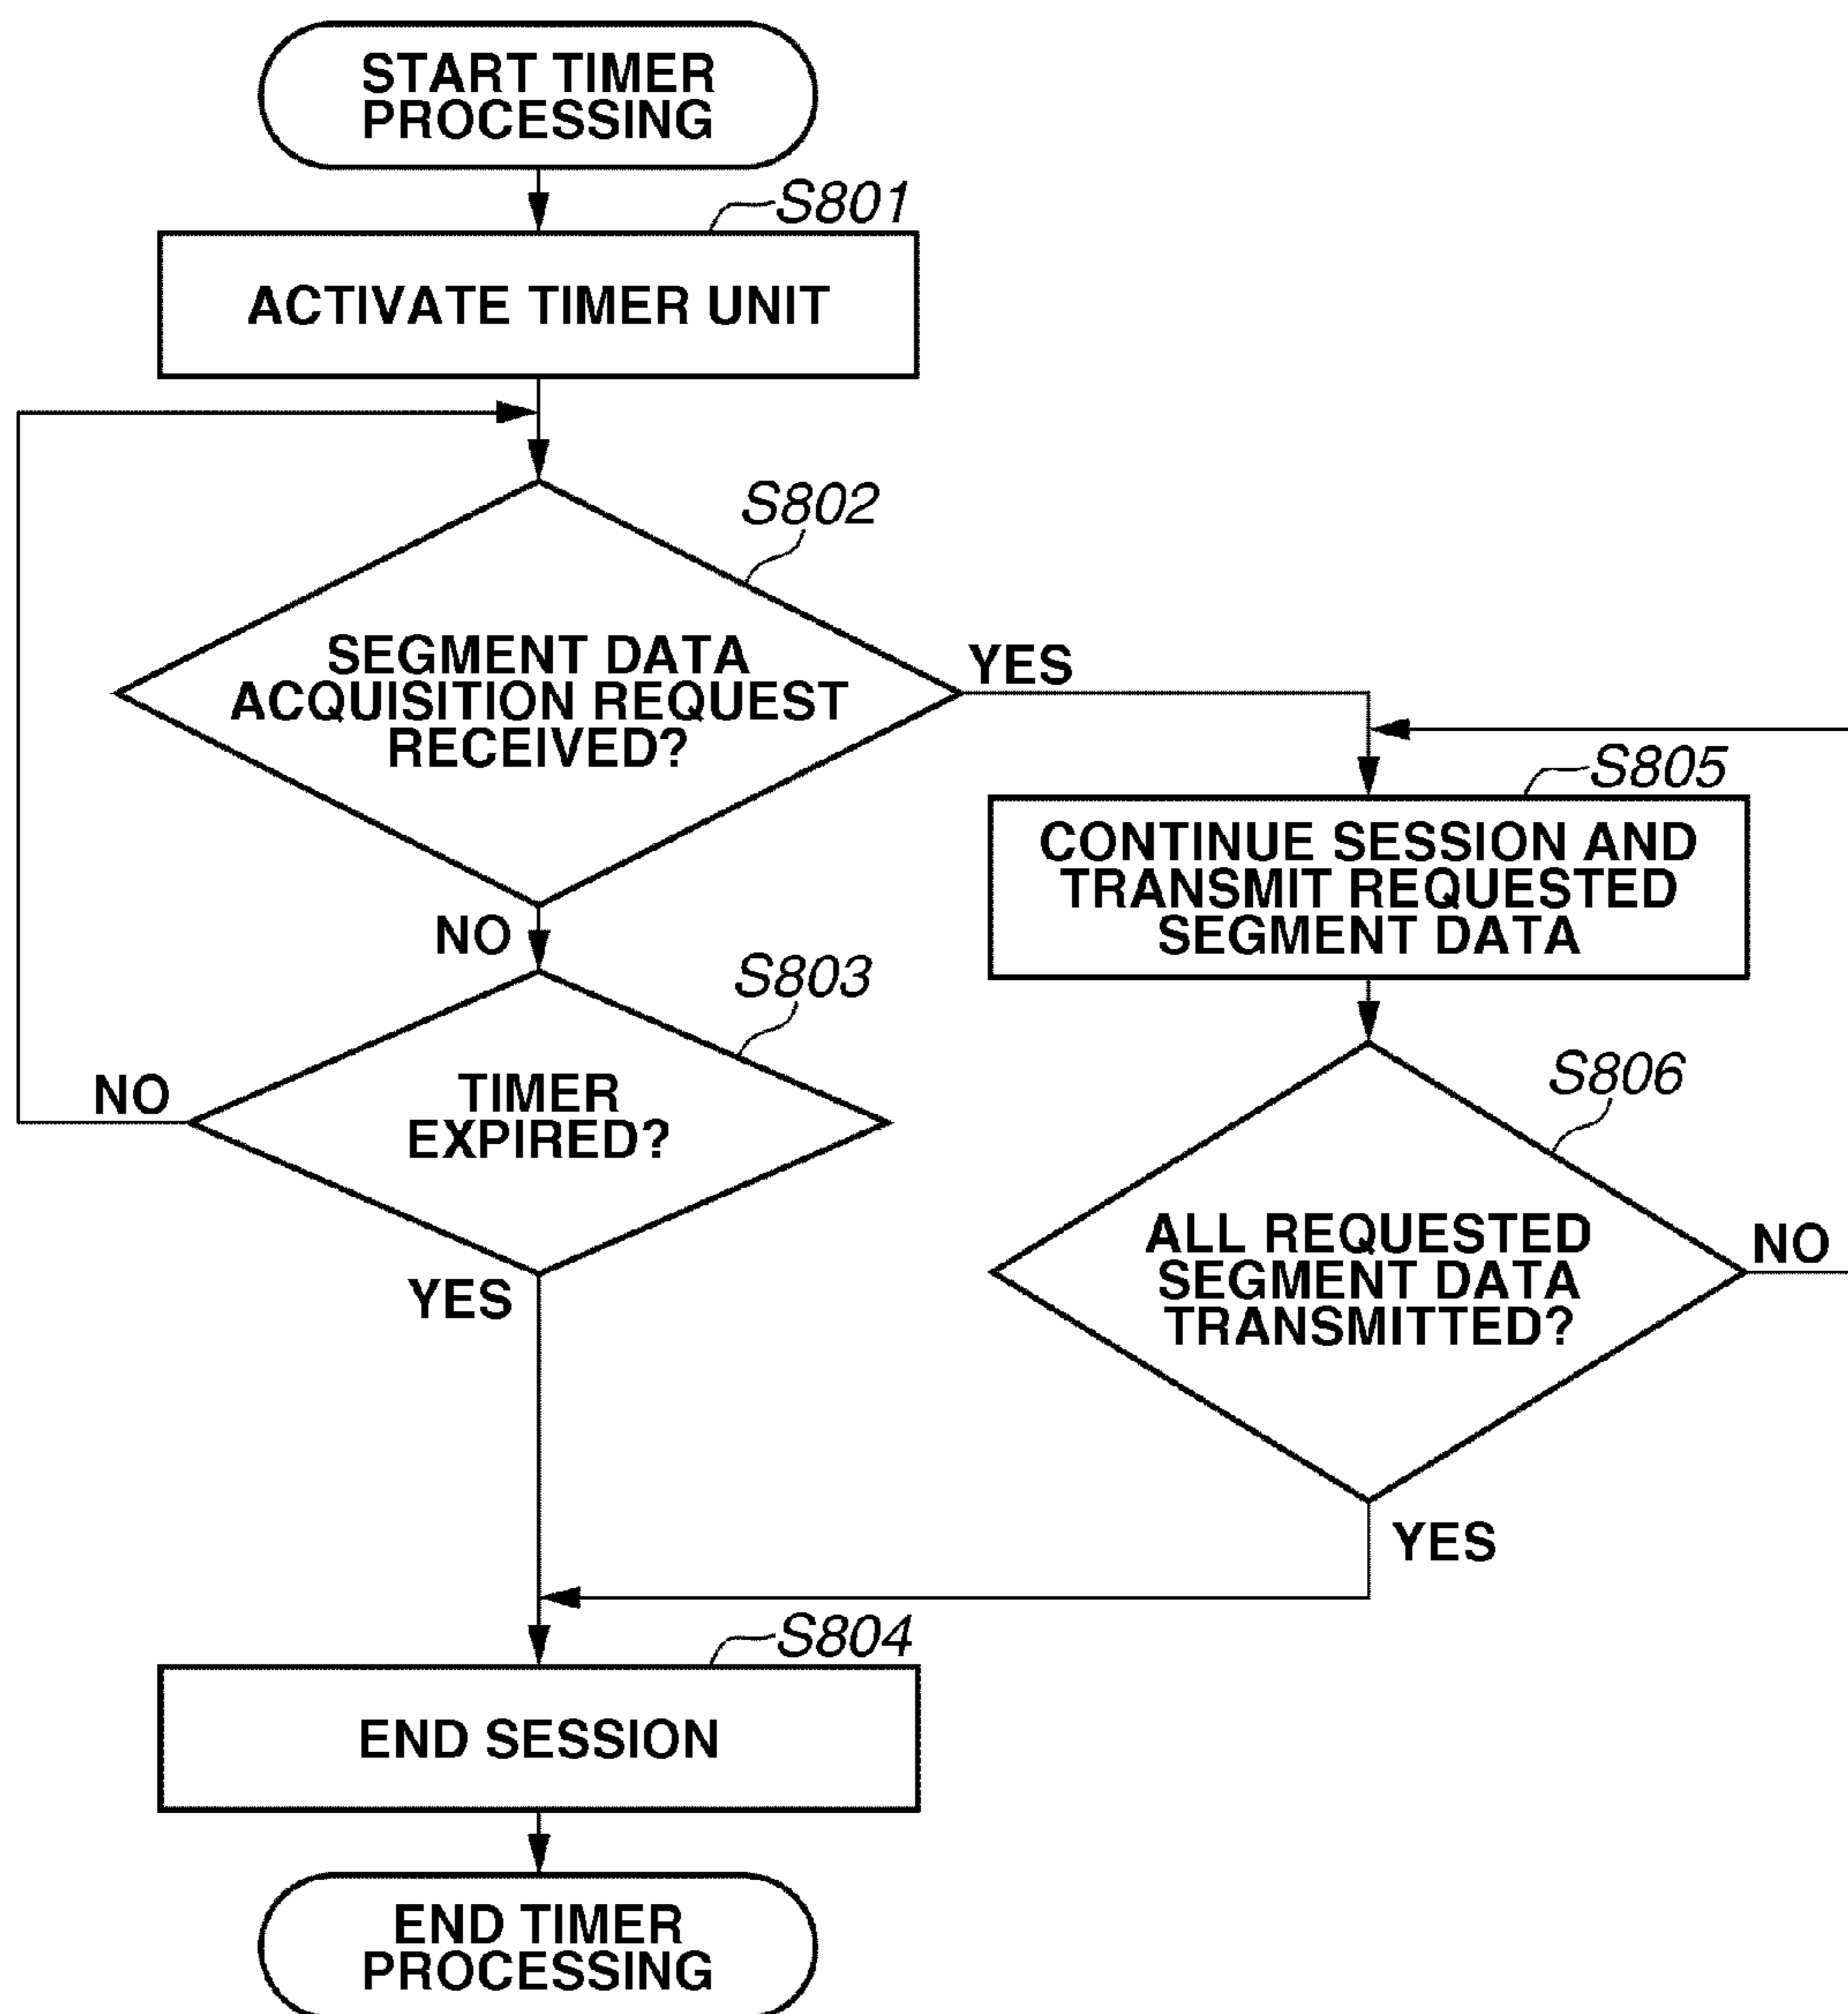 START TIMER
PROCESSING
S801
ACTIVATE TIMER UNIT
S802
SEGMENT DATA
ACQUISITION REQUEST
RECEIVED?
YES
NO
S805
CONTINUE SESSION AND
TRANSMIT REQUESTED
SEGMENT DATA
S803
TIMER
EXPIRED?
NO
YES
S806
ALL REQUESTED
SEGMENT DATA
TRANSMITTED?
NO
YES
S804
END SESSION
END TIMER
PROCESSING